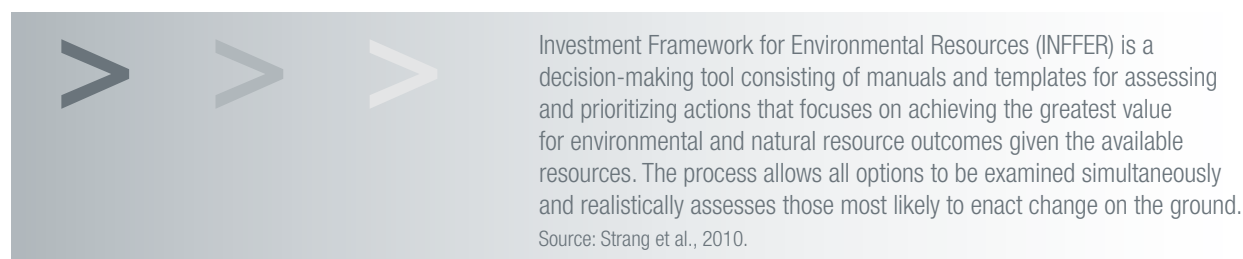 Investment Framework for Environmental Resources (INFFER) is a
decision-making tool consisting of manuals and templates for assessing
and prioritizing actions that focuses on achieving the greatest value
for environmental and natural resource outcomes given the available
resources. The process allows all options to be examined simultaneously
and realistically assesses those most likely to enact change on the ground.
Source: Strang et al., 2010.